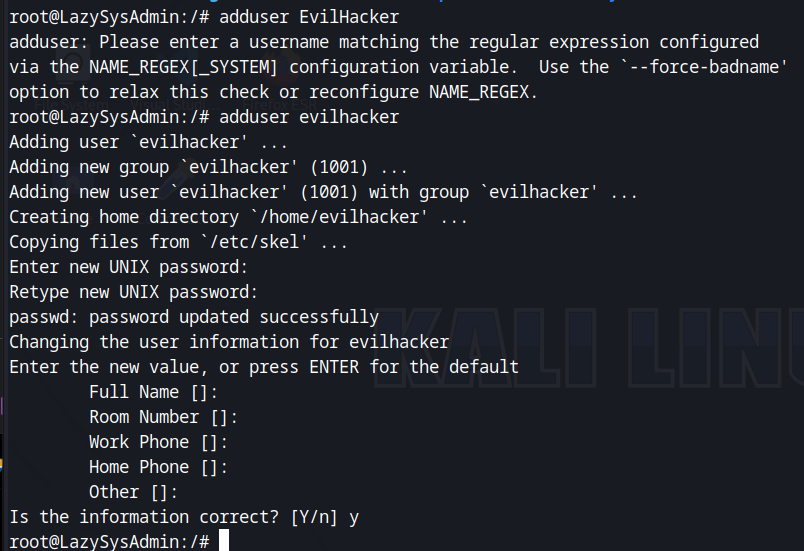 root@LazySysAdmin:/# adduser EvilHacker
adduser: Please enter a username matching the regular expression configured
via the NAME_REGEX[_SYSTEM] configuration variable.  Use the `--force-badname'
option to relax this check or reconfigure NAME_REGEX.
root@LazySysAdmin:/# adduser evilhacker
Adding user `evilhacker' ...
Adding new group `evilhacker' (1001) ...
Adding new user `evilhacker' (1001) with group `evilhacker' ...
Creating home directory `/home/evilhacker' ...
Copying files from `/etc/skel' ...
Enter new UNIX password:
Retype new UNIX password:
passwd: password updated successfully
Changing the user information for evilhacker
Enter the new value, or press ENTER for the default
        Full Name []:
        Room Number []:
        Work Phone []:
        Home Phone []:
        Other []:
Is the information correct? [Y/n] y
root@LazySysAdmin:/#
KALI